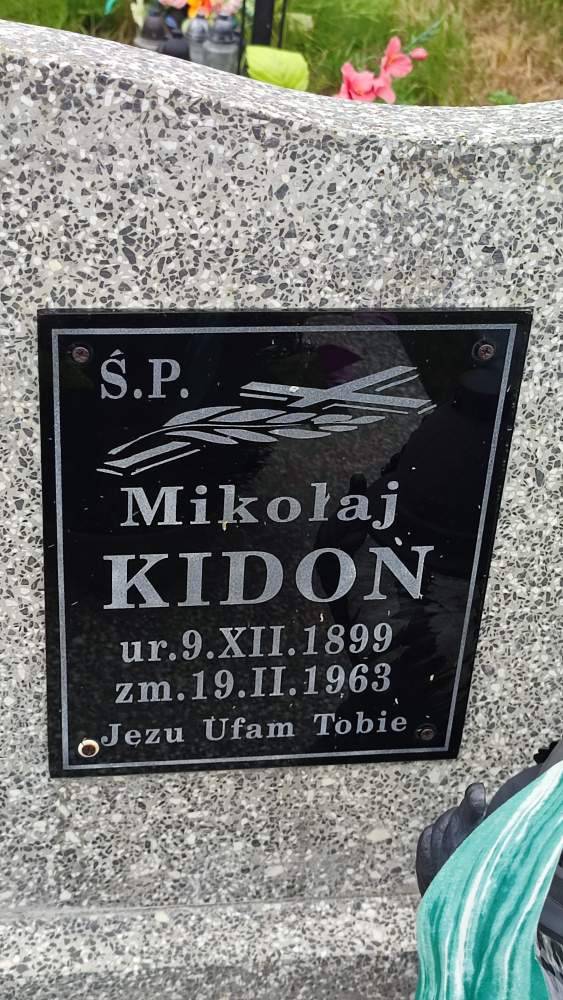 Ś.P.
Mikołaj
KIDOŃ
ur.9.XII.1899
zm.19.II.1963
Jezu Ufam Tobie